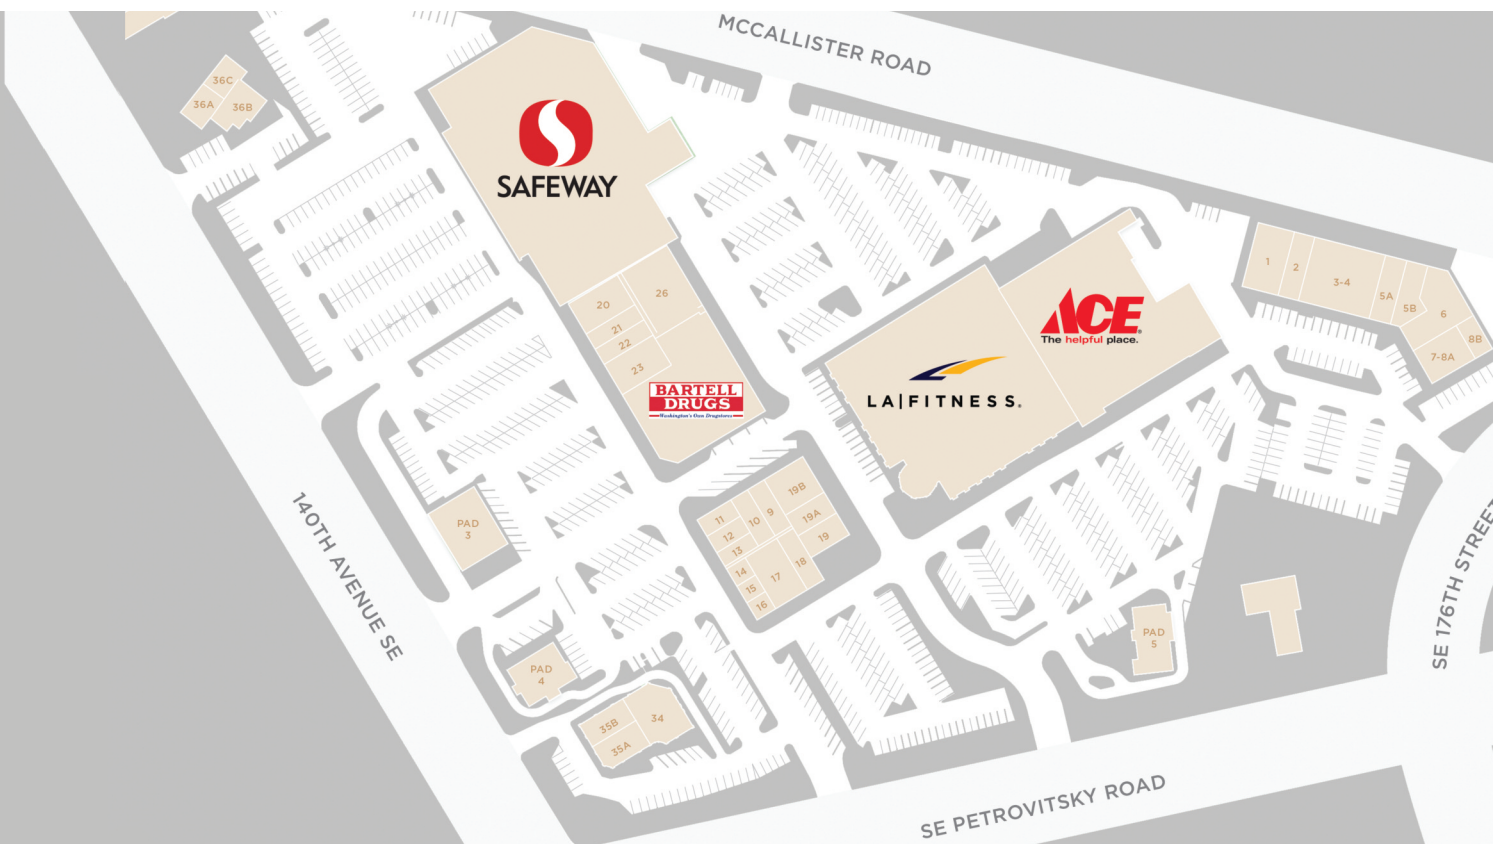 MCCALLISTER ROAD
36C
36A
36B
SAFEWAY
1
2
3-4
5A
5B
6
7-8A
8B
20
21
22
23
26
BARTELL
DRUGS
Washington's Own Drugstores
ACE
The helpful place.
LA|FITNESS.
11
12
13
10
9
19B
19A
19
14
15
16
17
18
PAD
3
PAD
4
PAD
5
35B
35A
34
140TH AVENUE SE
SE 176TH STREET
SE PETROVITSKY ROAD